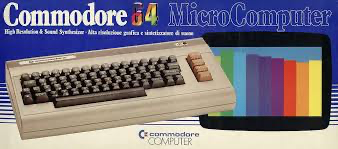 Commodore 64 MicroComputer
High Resolution & Sound Synthesizer · Alta risoluzione grafica e sintetizzatore di suono
commodore
COMPUTER